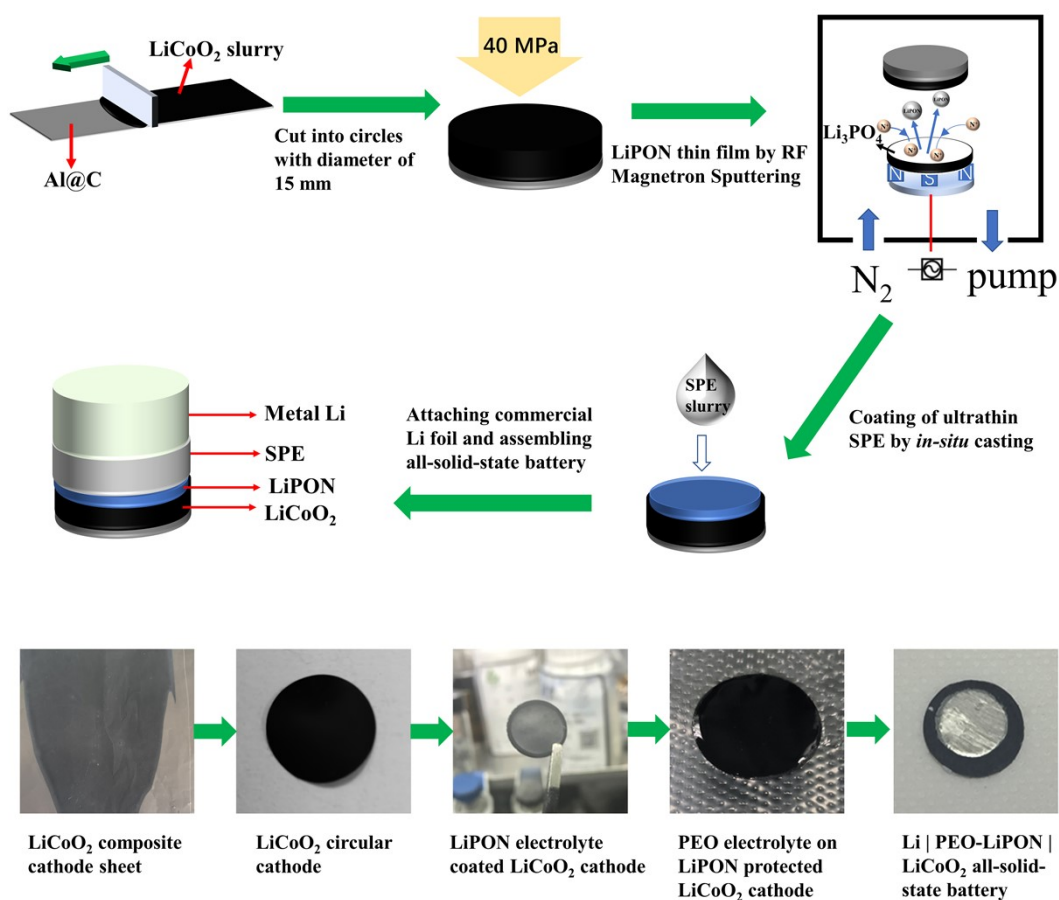 LiCoO₂ slurry
Al@C
Cut into circles
with diameter of
15 mm
40 MPa
LiPON thin film by RF
Magnetron Sputtering
LiPON
LiPON
N⁺
N⁺
N⁺
N⁺
Li₃PO₄
N
S
N
N₂
pump
Coating of ultrathin
SPE by in-situ casting
SPE
slurry
Attaching commercial
Li foil and assembling
all-solid-state battery
Metal Li
SPE
LiPON
LiCoO₂
LiCoO₂ composite
cathode sheet
LiCoO₂ circular
cathode
LiPON electrolyte
coated LiCoO₂ cathode
PEO electrolyte on
LiPON protected
LiCoO₂ cathode
Li | PEO-LiPON |
LiCoO₂ all-solid-
state battery